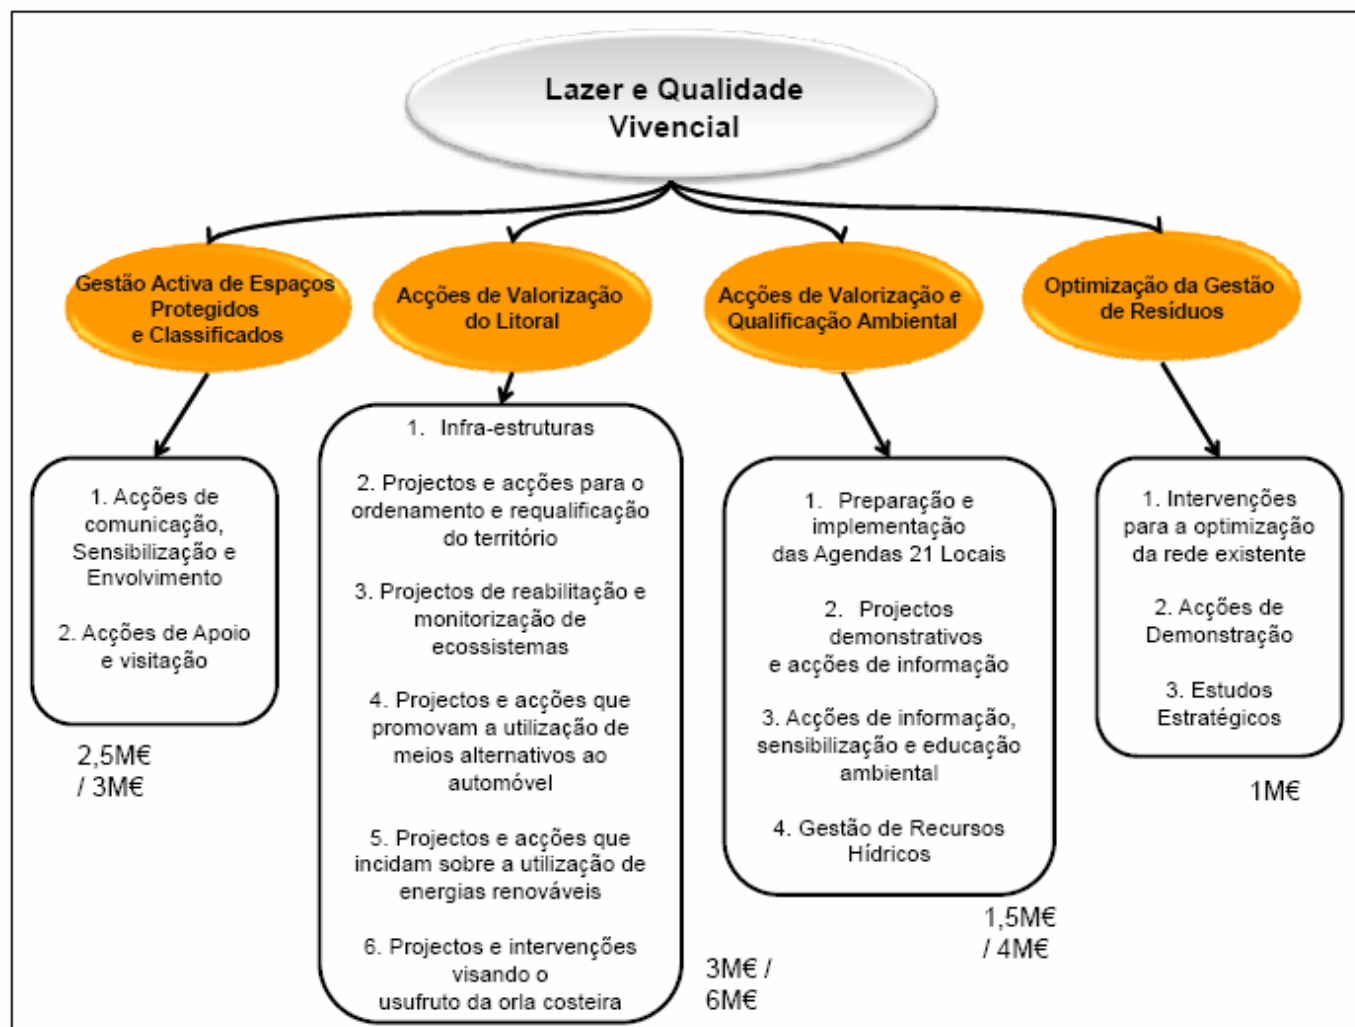 Lazer e Qualidade
Vivencial
Gestão Activa de Espaços
Protegidos
e Classificados
Acções de Valorização
do Litoral
Acções de Valorização e
Qualificação Ambiental
Optimização da Gestão
de Resíduos
1. Acções de
comunicação,
Sensibilização e
Envolvimento
2. Acções de Apoio
e visitação
2,5M€
/ 3M€
1. Infra-estruturas
2. Projectos e acções para o
ordenamento e requalificação
do território
3. Projectos de reabilitação e
monitorização de
ecossistemas
4. Projectos e acções que
promovam a utilização de
meios alternativos ao
automóvel
5. Projectos e acções que
incidam sobre a utilização de
energias renováveis
6. Projectos e intervenções
visando o
usufruto da orla costeira
3M€ /
6M€
1. Preparação e
implementação
das Agendas 21 Locais
2. Projectos
demonstrativos
e acções de informação
3. Acções de informação,
sensibilização e educação
ambiental
4. Gestão de Recursos
Hídricos
1,5M€
/ 4M€
1. Intervenções
para a optimização
da rede existente
2. Acções de
Demonstração
3. Estudos
Estratégicos
1M€